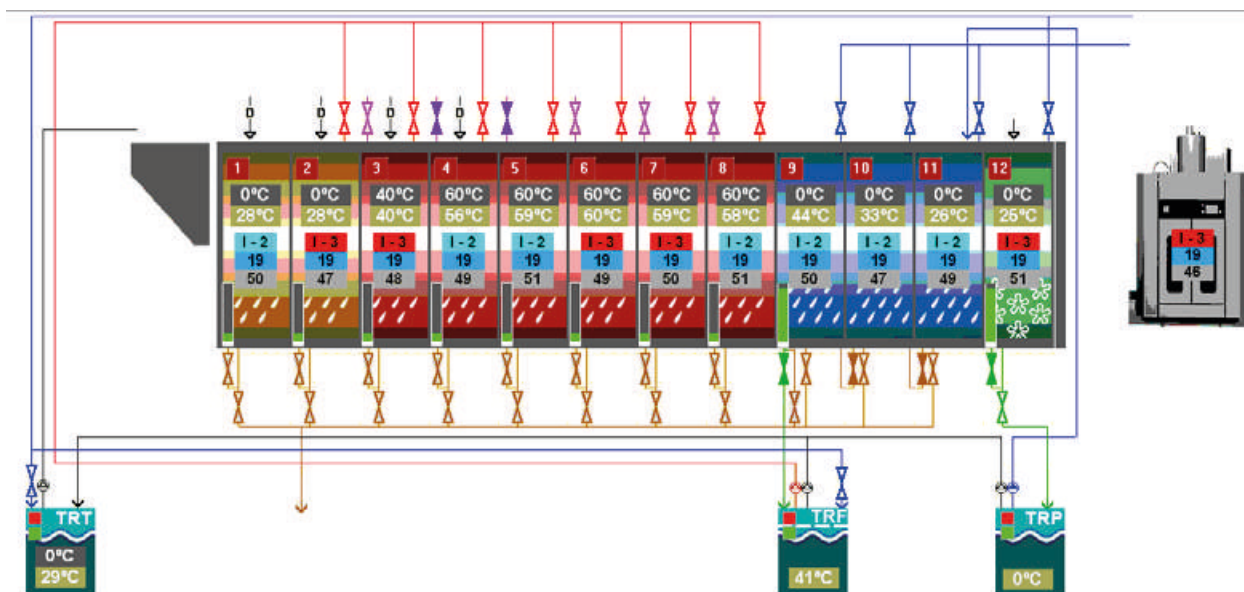 D D D D
1 2 3 4 5 6 7 8 9 10 11 12
0ºC 0ºC 40ºC 60ºC 60ºC 60ºC 60ºC 60ºC 0ºC 0ºC 0ºC 0ºC
28ºC 28ºC 40ºC 56ºC 59ºC 60ºC 59ºC 58ºC 44ºC 33ºC 26ºC 25ºC
I - 2 I - 3 I - 3 I - 2 I - 2 I - 3 I - 3 I - 2 I - 2 I - 2 I - 2 I - 3 I - 3
19 19 19 19 19 19 19 19 19 19 19 19 19
50 47 48 49 51 49 50 51 50 47 49 51 46
TRT TRF TRP
0ºC
29ºC 41ºC 0ºC